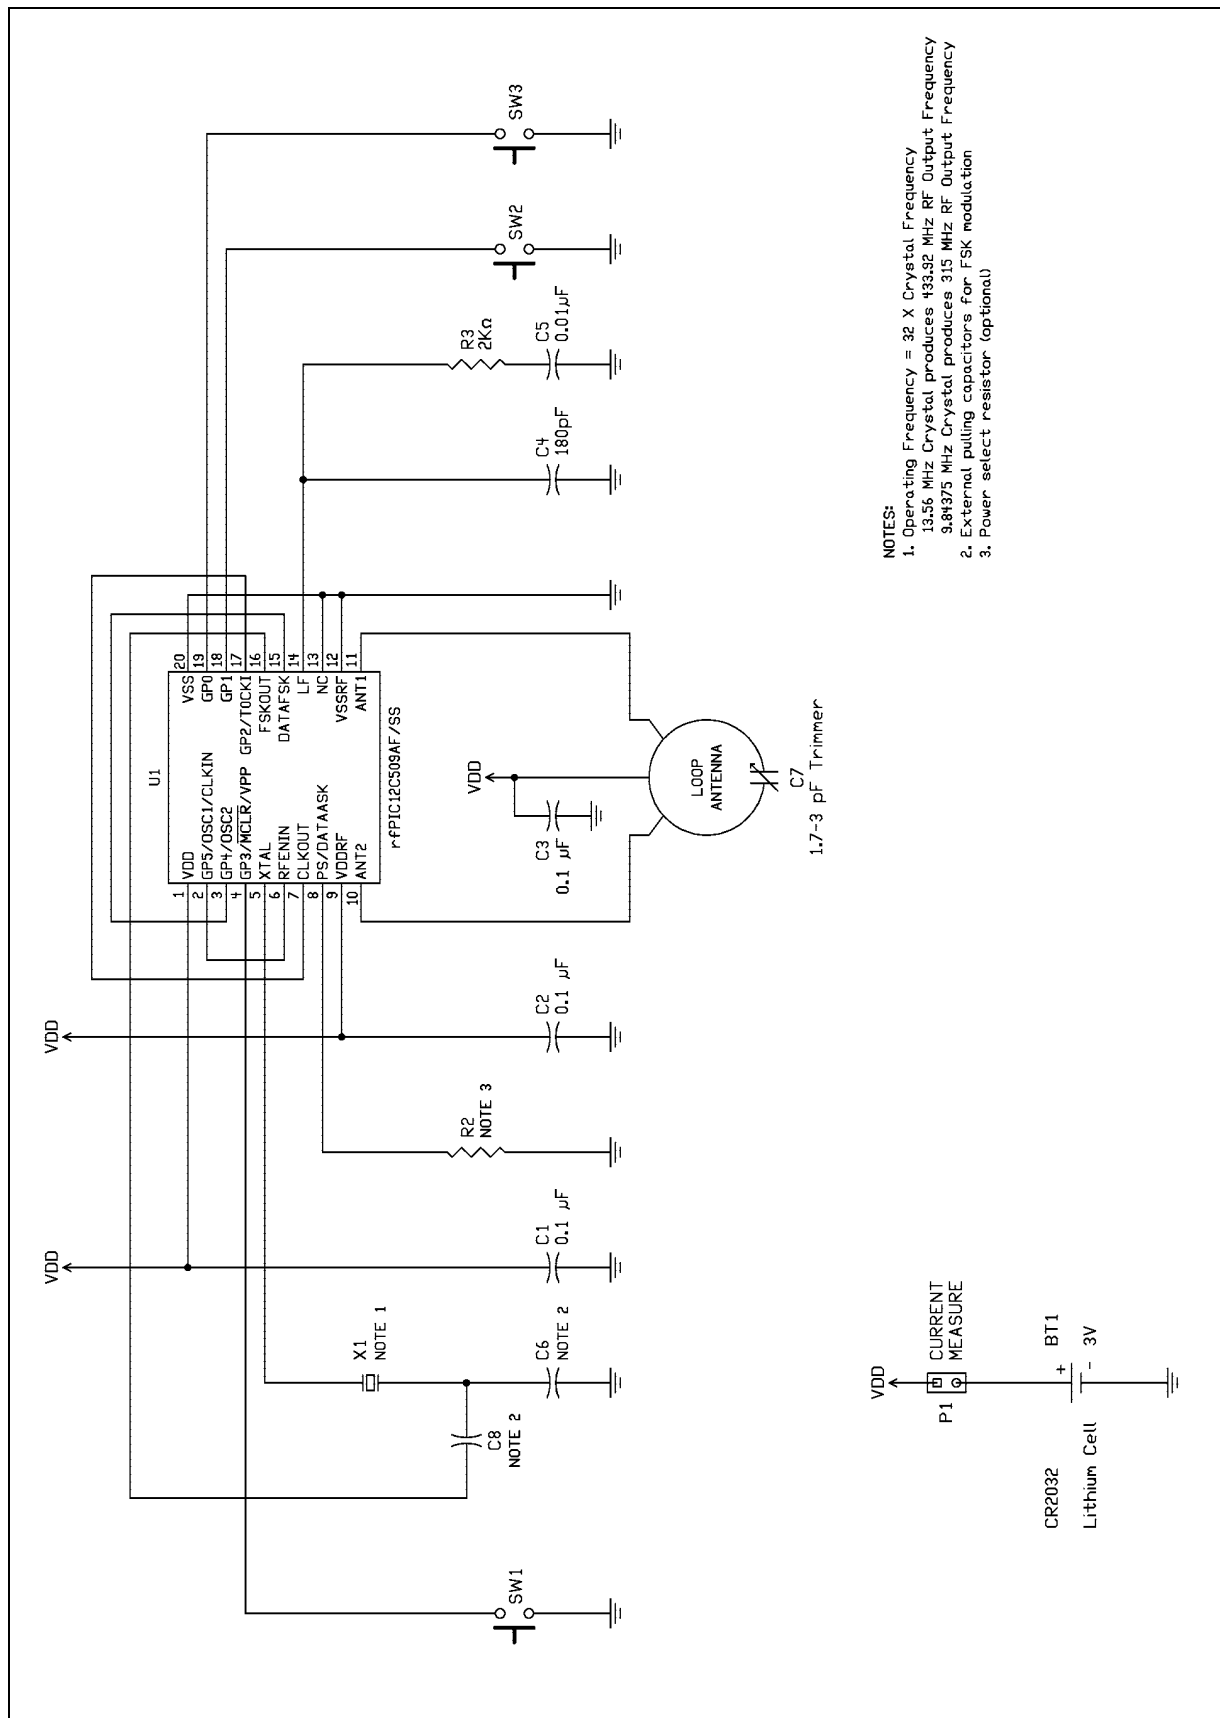 VDD
VDD
U1
1
2
3
4
5
6
7
8
9
10
VDD
GP5/OSC1/CLKIN
GP4/OSC2
GP3/MCLR/VPP
XTAL
RFENIN
CLKOUT
PS/DATAASK
VDDRF
ANT2
VSS
GP0
GP1
GP2/T0CKI
FSKOUT
DATAFSK
LF
NC
VSSRF
ANT1
20
19
18
17
16
15
14
13
12
11
rfPIC12C509AF/SS
X1
NOTE 1
C8
NOTE 2
SW1
C6
NOTE 2
C1
0.1 µF
R2
NOTE 3
C2
0.1 µF
VDD
C3
0.1 µF
LOOP
ANTENNA
C7
1.7-3 pF Trimmer
C4
180pF
R3
2KΩ
C5
0.01µF
SW2
SW3
VDD
P1
CURRENT
MEASURE
CR2032
Lithium Cell
+
BT1
-
3V
NOTES:
1. Operating Frequency = 32 X Crystal Frequency
13.56 MHz Crystal produces 433.92 MHz RF Output Frequency
9.84375 MHz Crystal produces 315 MHz RF Output Frequency
2. External pulling capacitors for FSK modulation
3. Power select resistor (optional)